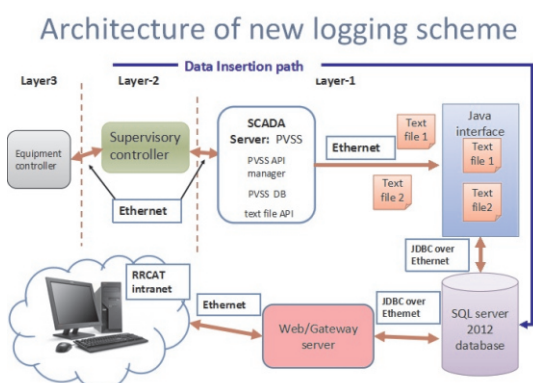 Architecture of new logging scheme
Data Insertion path
Layer3
Layer-2
Layer-1
Equipment
controller
Supervisory
controller
Ethernet
SCADA
Server: PVSS
PVSS API
manager
PVSS DB
text file API
Ethernet
Text
file 1
Text
file 2
Java
interface
Text
file 1
Text
file2
JDBC over
Ethernet
RRCAT
intranet
Ethernet
Web/Gateway
server
JDBC over
Ethernet
SQL server
2012
database